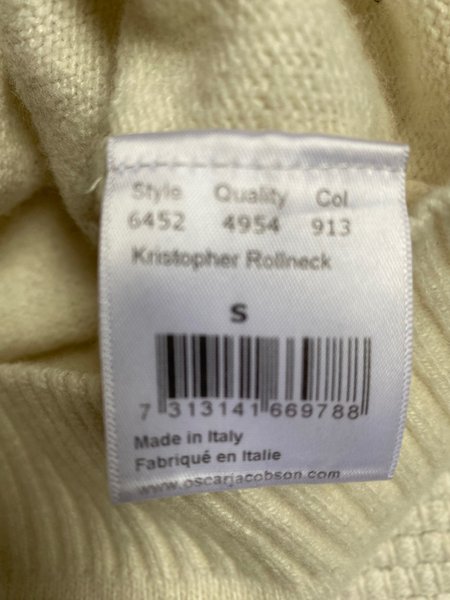 Style Quality Col
6452 4954 913
Kristopher Rollneck
S
7 313141 669788
Made in Italy
Fabriqué en Italie
www.oscarjacobson.com